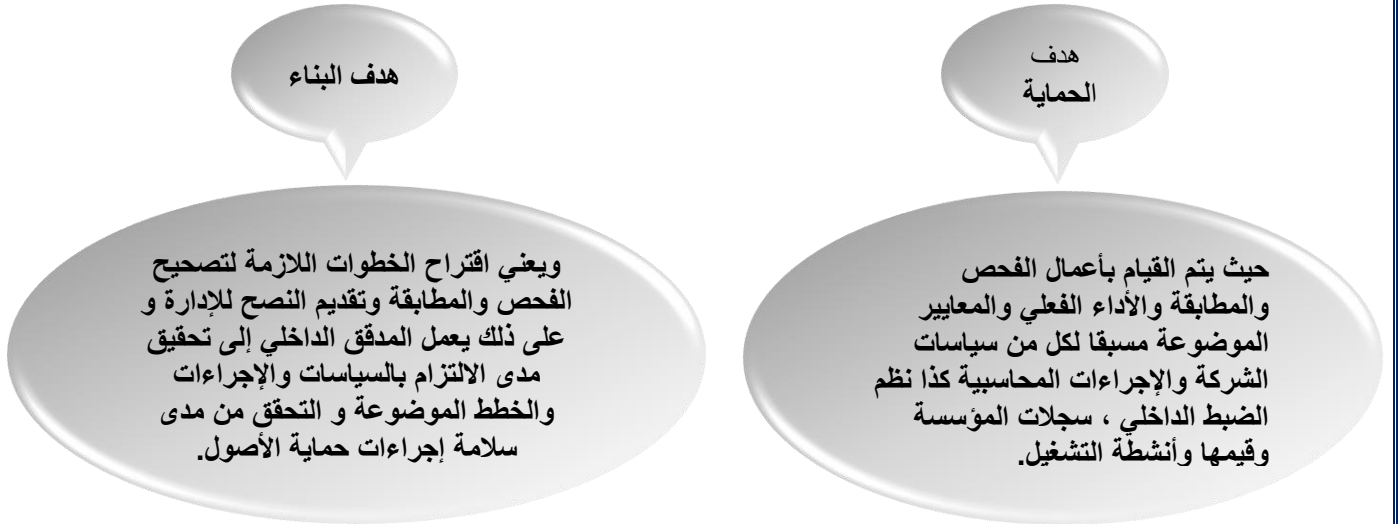 هدف
الحماية
حيث يتم القيام بأعمال الفحص
والمطابقة والأداء الفعلي والمعايير
الموضوعة مسبقا لكل من سياسات
الشركة والإجراءات المحاسبية كذا نظم
الضبط الداخلي ، سجلات المؤسسة
وقيمها وأنشطة التشغيل.
هدف البناء
ويعني اقتراح الخطوات اللازمة لتصحيح
الفحص والمطابقة وتقديم النصح للإدارة و
على ذلك يعمل المدقق الداخلي إلى تحقيق
مدى الالتزام بالسياسات والإجراءات
والخطط الموضوعة و التحقق من مدى
سلامة إجراءات حماية الأصول.